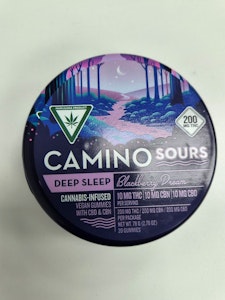 200
MG THC
CAMINO SOURS
DEEP SLEEP
Blackberry Dream
CANNABIS-INFUSED
VEGAN GUMMIES
WITH CBD & CBN
10 MG THC | 10 MG CBN | 10 MG CBD
PER SERVING
200 MG THC | 200 MG CBN | 200 MG CBD
PER PACKAGE
20 GUMMIES